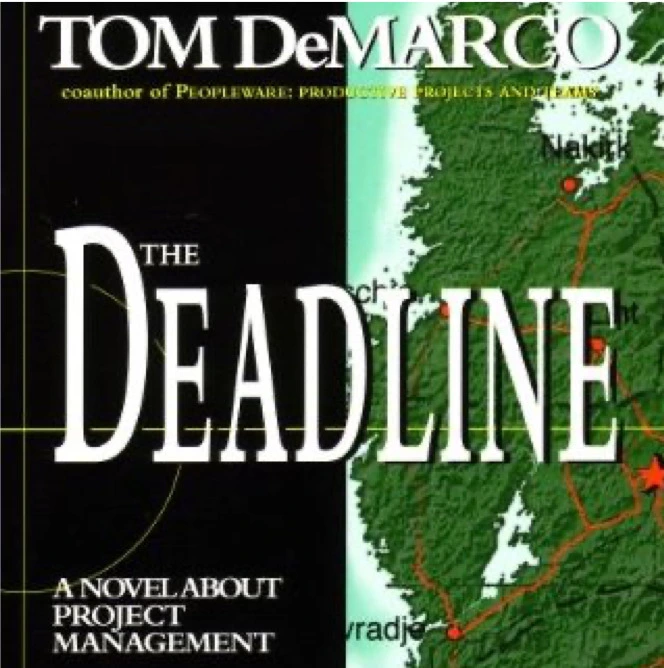 TOM DeMARCO
coauthor of PEOPLEWARE: PRODUCTIVE PROJECTS AND TEAMS
Nakirk
THE
DEADLINE
A NOVEL ABOUT
PROJECT
MANAGEMENT